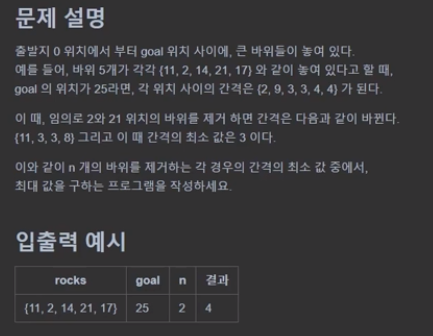 문제 설명
출발지 0 위치에서 부터 goal 위치 사이에, 큰 바위들이 놓여 있다.
예를 들어, 바위 5개가 각각 {11, 2, 14, 21, 17} 와 같이 놓여 있다고 할 때,
goal 의 위치가 25라면, 각 위치 사이의 간격은 {2, 9, 3, 3, 4, 4} 가 된다.
이 때, 임의로 2와 21 위치의 바위를 제거 하면 간격은 다음과 같이 바뀐다.
{11, 3, 3, 8} 그리고 이 때 간격의 최소 값은 3 이다.
이와 같이 n 개의 바위를 제거하는 각 경우의 간격의 최소 값 중에서,
최대 값을 구하는 프로그램을 작성하세요.
입출력 예시
rocks goal n 결과
{11, 2, 14, 21, 17} 25 2 4